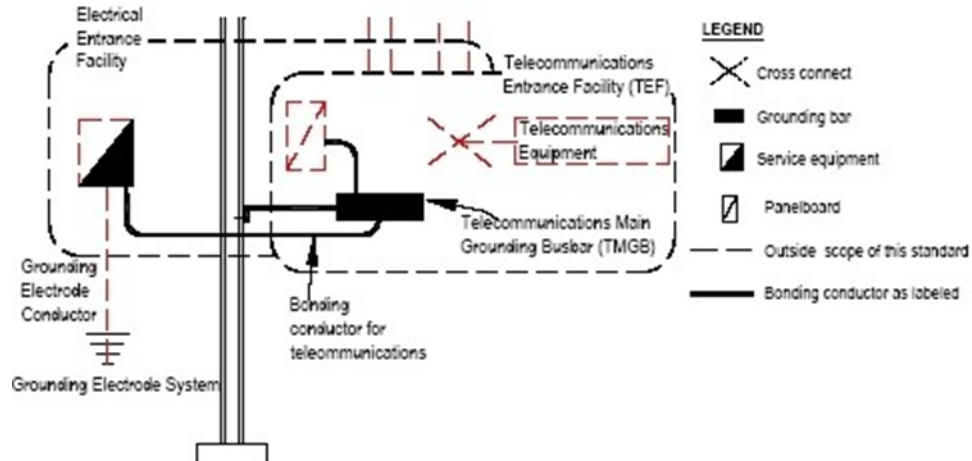 Electrical
Entrance
Facility
Telecommunications
Entrance Facility (TEF)
Telecommunications
Equipment
Telecommunications Main
Grounding Busbar (TMGB)
Grounding
Electrode
Conductor
Bonding
conductor for
telecommunications
Grounding Electrode System
LEGEND
Cross connect
Grounding bar
Service equipment
Panelboard
Outside scope of this standard
Bonding conductor as labeled